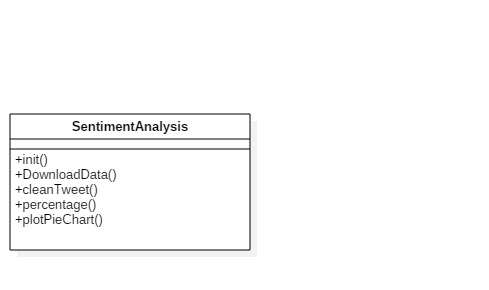 SentimentAnalysis
+init()
+DownloadData()
+cleanTweet()
+percentage()
+plotPieChart()